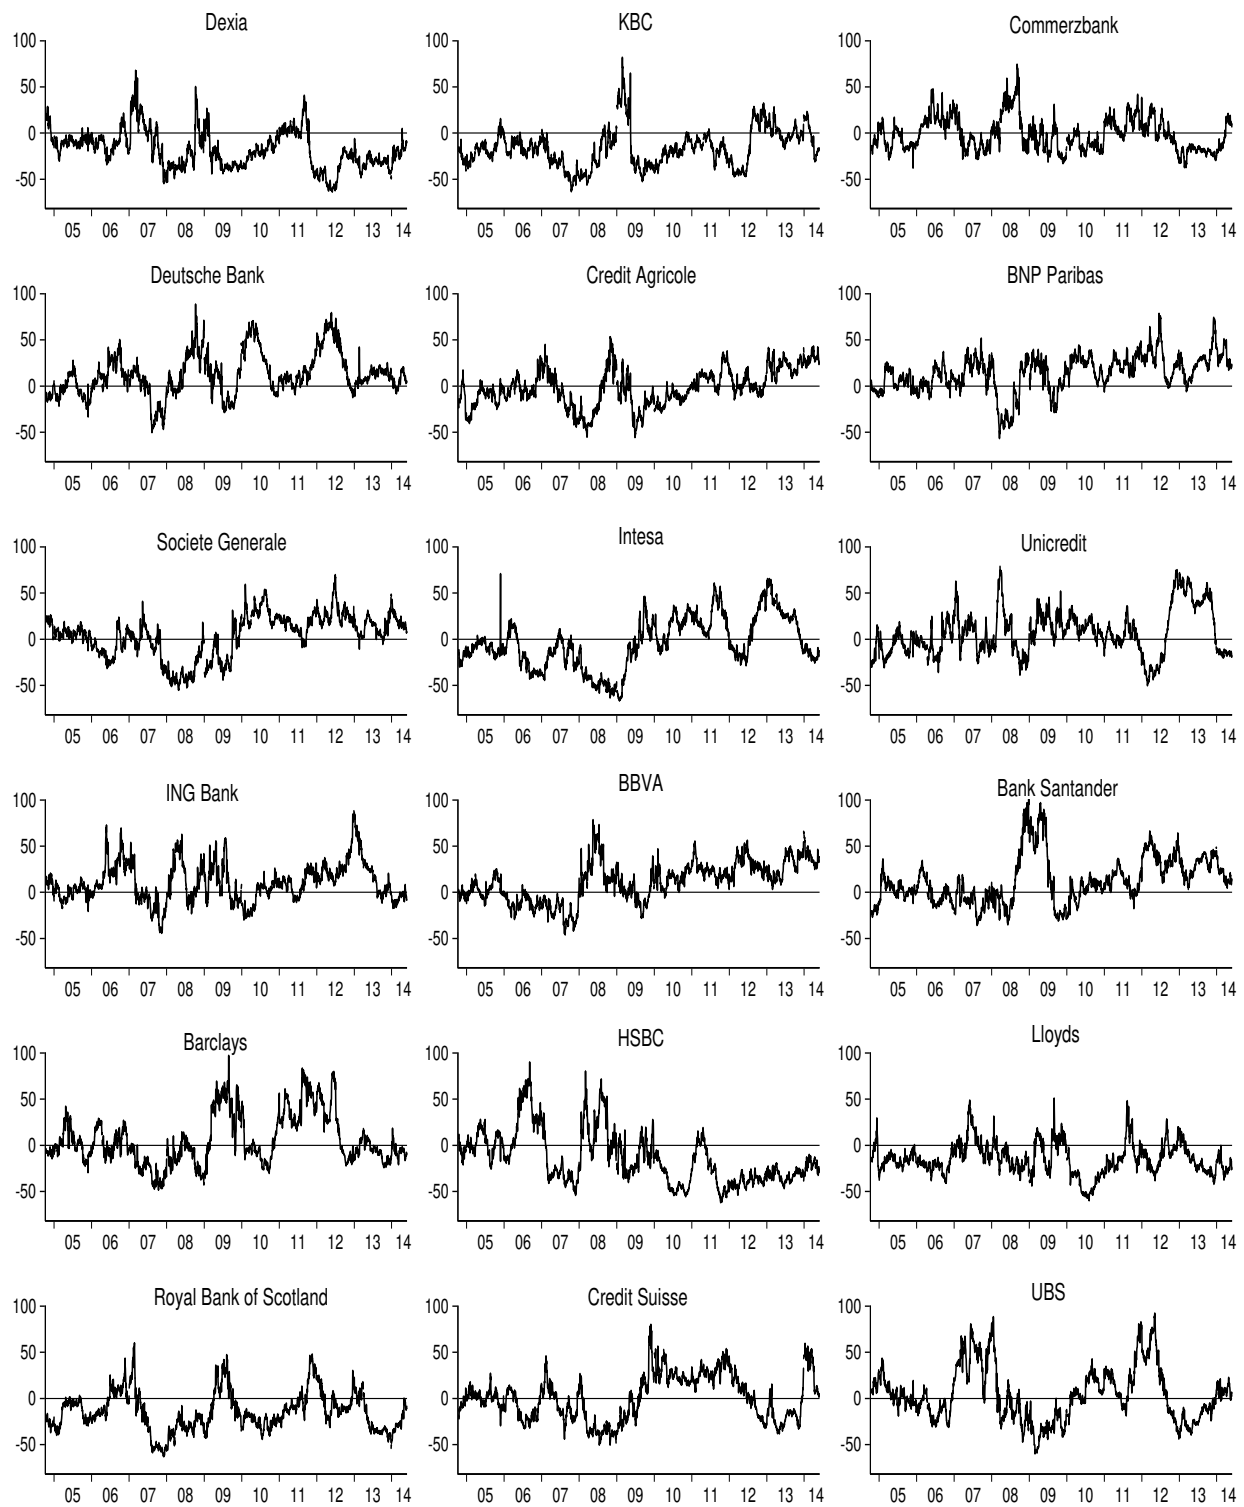 Dexia KBC Commerzbank
100 100 100
50 50 50
0 0 0
-50 -50 -50
05 06 07 08 09 10 11 12 13 14 05 06 07 08 09 10 11 12 13 14 05 06 07 08 09 10 11 12 13 14
Deutsche Bank Credit Agricole BNP Paribas
100 100 100
50 50 50
0 0 0
-50 -50 -50
05 06 07 08 09 10 11 12 13 14 05 06 07 08 09 10 11 12 13 14 05 06 07 08 09 10 11 12 13 14
Societe Generale Intesa Unicredit
100 100 100
50 50 50
0 0 0
-50 -50 -50
05 06 07 08 09 10 11 12 13 14 05 06 07 08 09 10 11 12 13 14 05 06 07 08 09 10 11 12 13 14
ING Bank BBVA Bank Santander
100 100 100
50 50 50
0 0 0
-50 -50 -50
05 06 07 08 09 10 11 12 13 14 05 06 07 08 09 10 11 12 13 14 05 06 07 08 09 10 11 12 13 14
Barclays HSBC Lloyds
100 100 100
50 50 50
0 0 0
-50 -50 -50
05 06 07 08 09 10 11 12 13 14 05 06 07 08 09 10 11 12 13 14 05 06 07 08 09 10 11 12 13 14
Royal Bank of Scotland Credit Suisse UBS
100 100 100
50 50 50
0 0 0
-50 -50 -50
05 06 07 08 09 10 11 12 13 14 05 06 07 08 09 10 11 12 13 14 05 06 07 08 09 10 11 12 13 14